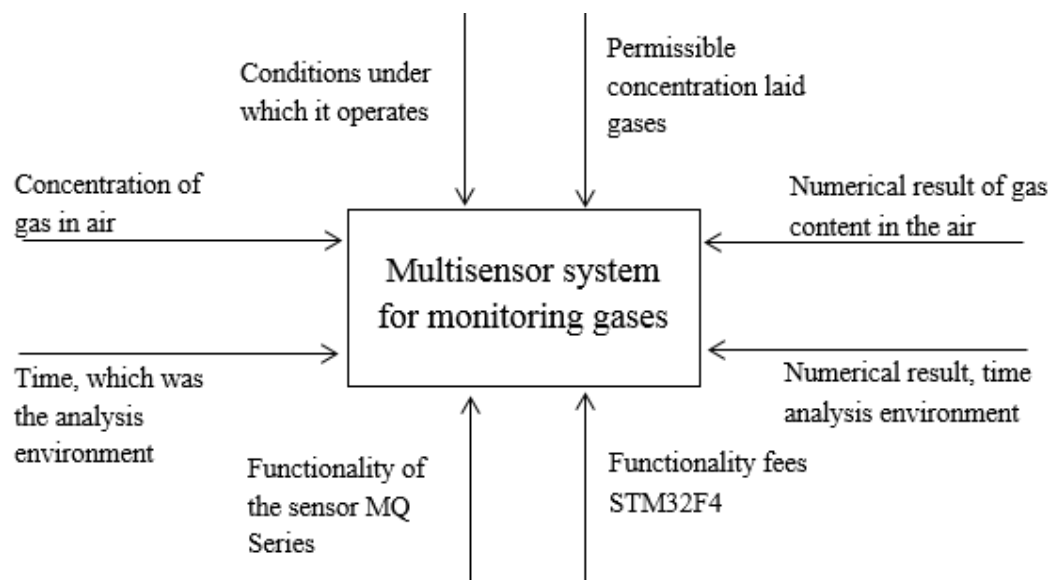 Conditions under
which it operates
Permissible
concentration laid
gases
Concentration of
gas in air
Numerical result of gas
content in the air
Multisensor system
for monitoring gases
Time, which was
the analysis
environment
Numerical result, time
analysis environment
Functionality of
the sensor MQ
Series
Functionality fees
STM32F4